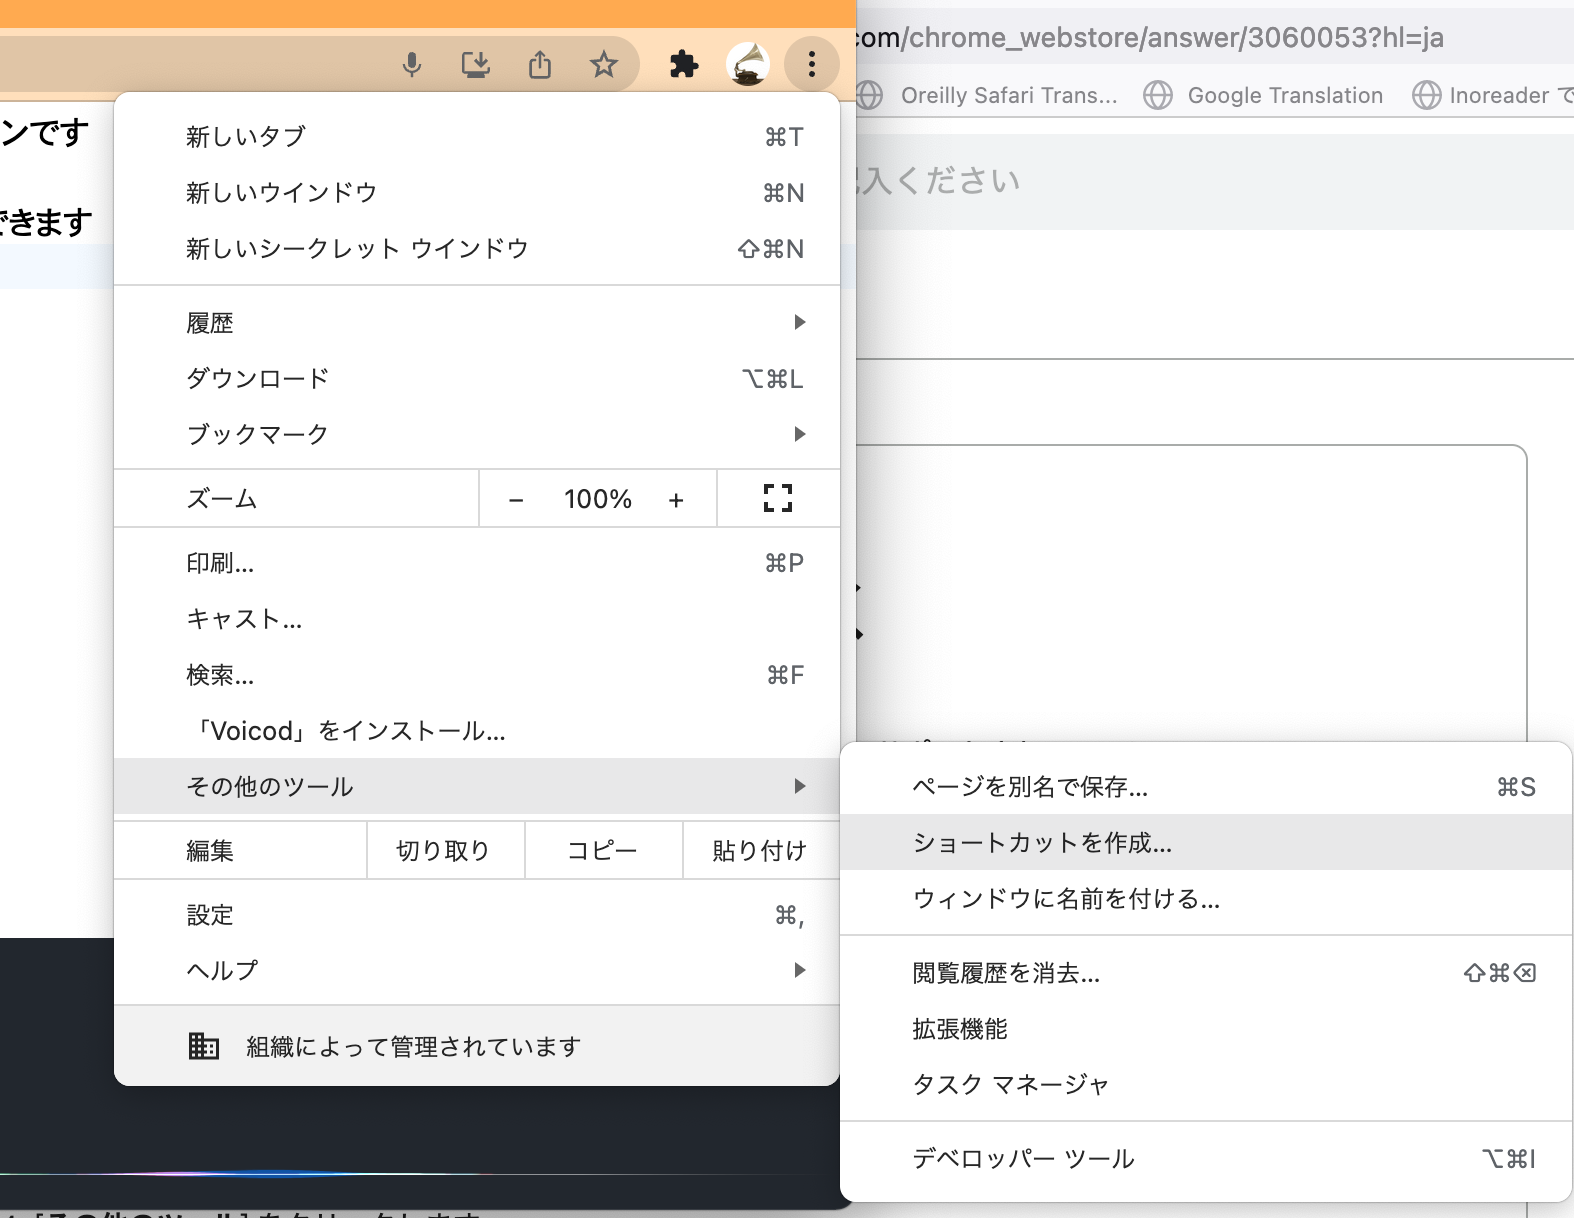 com/chrome_webstore/answer/3060053?hl=ja
Oreilly Safari Trans...
Google Translation
Inoreader で
ンです
できます
入ください
新しいタブ ⌘T
新しいウインドウ ⌘N
新しいシークレット ウインドウ ⇧⌘N
履歴
ダウンロード ⌥⌘L
ブックマーク
ズーム − 100% +
印刷... ⌘P
キャスト...
検索... ⌘F
「Voicod」をインストール...
その他のツール
編集 切り取り コピー 貼り付け
設定 ⌘,
ヘルプ
組織によって管理されています
ページを別名で保存... ⌘S
ショートカットを作成...
ウィンドウに名前を付ける...
閲覧履歴を消去... ⇧⌘⌫
拡張機能
タスク マネージャ
デベロッパー ツール ⌥⌘I